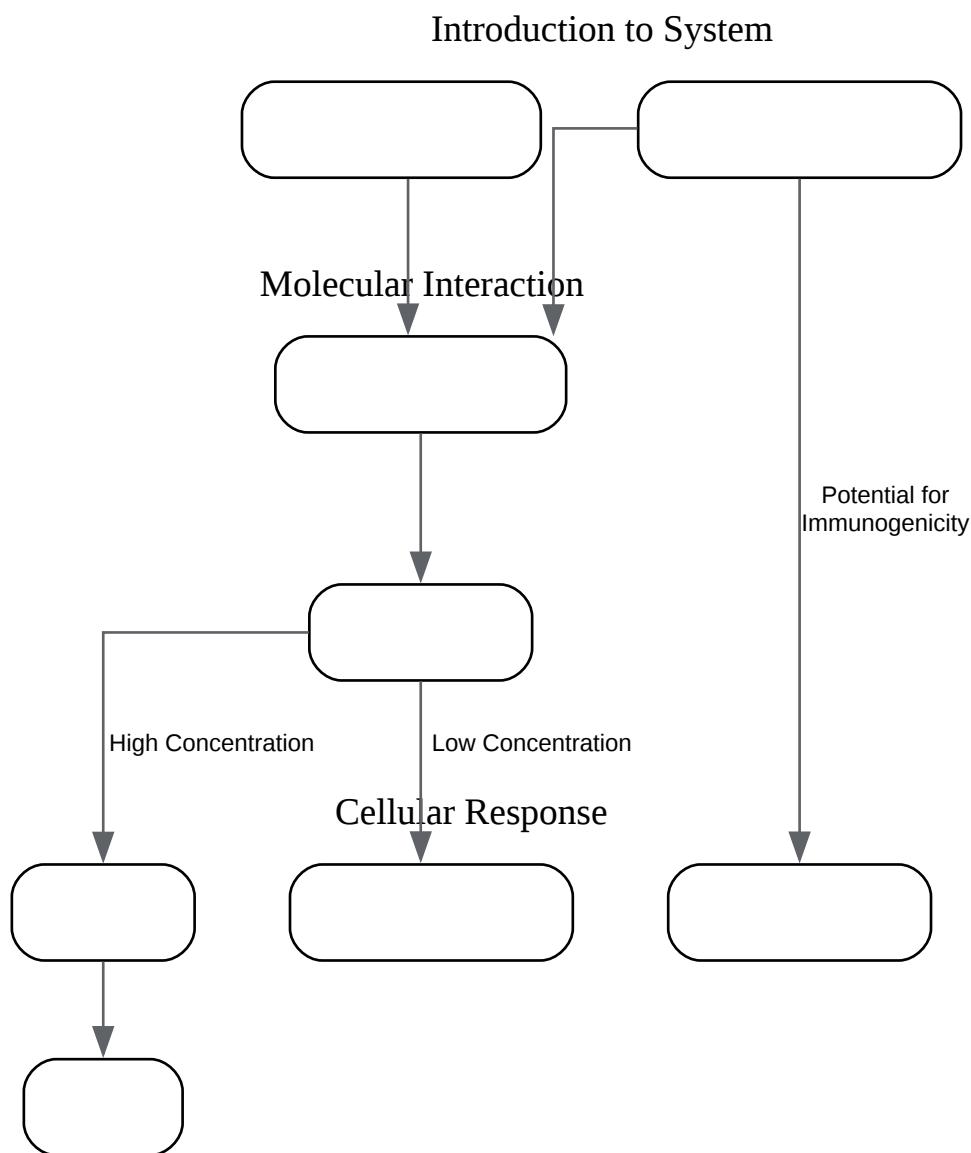 Introduction to System
Molecular Interaction
Potential for
Immunogenicity
High Concentration
Low Concentration
Cellular Response